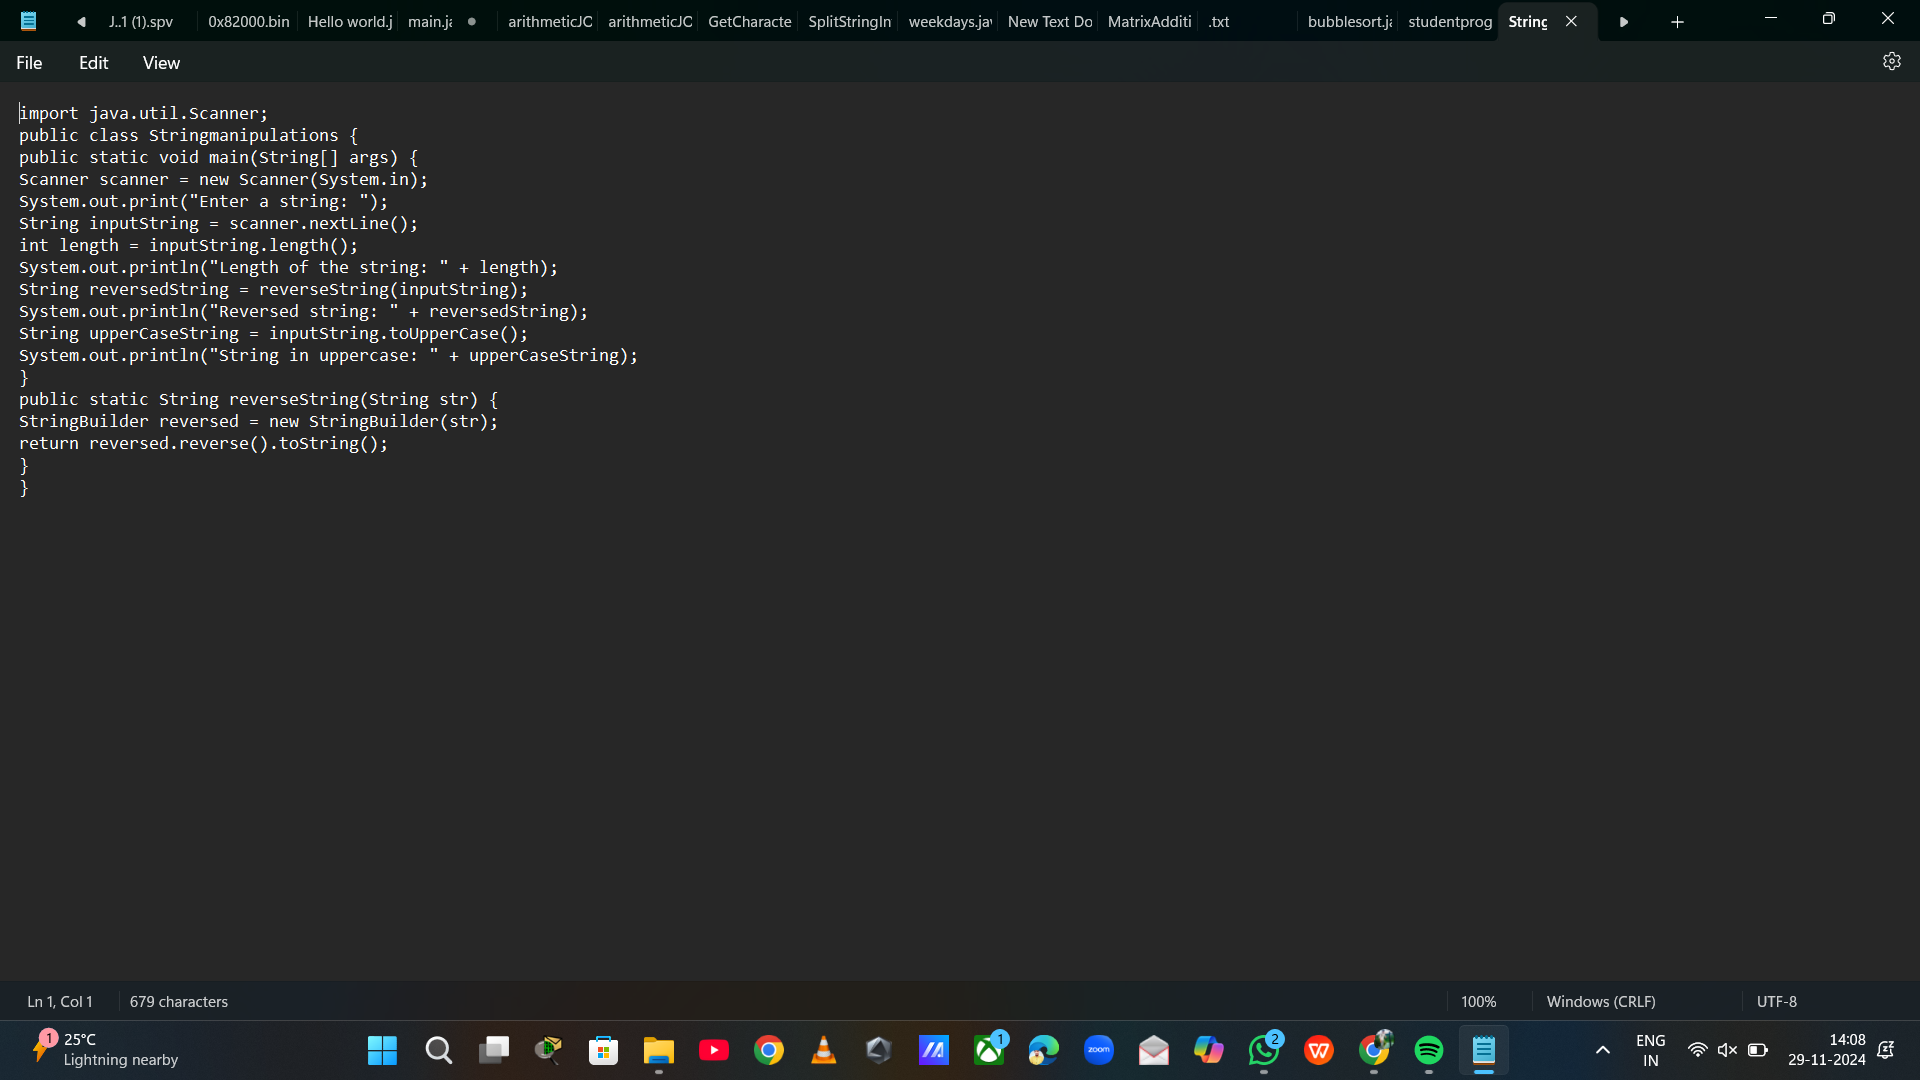 J..1 (1).spv 0x82000.bin Hello world.j main.ja arithmeticJC arithmeticJC GetCharacte SplitStringIn weekdays.jav New Text Do MatrixAdditi .txt bubblesort.ja studentprog String
File Edit View
import java.util.Scanner;
public class Stringmanipulations {
public static void main(String[] args) {
Scanner scanner = new Scanner(System.in);
System.out.print("Enter a string: ");
String inputString = scanner.nextLine();
int length = inputString.length();
System.out.println("Length of the string: " + length);
String reversedString = reverseString(inputString);
System.out.println("Reversed string: " + reversedString);
String upperCaseString = inputString.toUpperCase();
System.out.println("String in uppercase: " + upperCaseString);
}
public static String reverseString(String str) {
StringBuilder reversed = new StringBuilder(str);
return reversed.reverse().toString();
}
}
Ln 1, Col 1 679 characters 100% Windows (CRLF) UTF-8
1 25°C
Lightning nearby
1
zoom
2
W
ENG
IN
14:08
29-11-2024